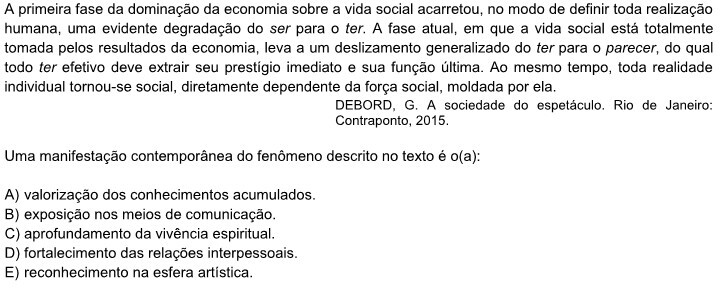 A primeira fase da dominação da economia sobre a vida social acarretou, no modo de definir toda realização
humana, uma evidente degradação do ser para o ter. A fase atual, em que a vida social está totalmente
tomada pelos resultados da economia, leva a um deslizamento generalizado do ter para o parecer, do qual
todo ter efetivo deve extrair seu prestígio imediato e sua função última. Ao mesmo tempo, toda realidade
individual tornou-se social, diretamente dependente da força social, moldada por ela.
DEBORD, G. A sociedade do espetáculo. Rio de Janeiro:
Contraponto, 2015.
Uma manifestação contemporânea do fenômeno descrito no texto é o(a):
A) valorização dos conhecimentos acumulados.
B) exposição nos meios de comunicação.
C) aprofundamento da vivência espiritual.
D) fortalecimento das relações interpessoais.
E) reconhecimento na esfera artística.